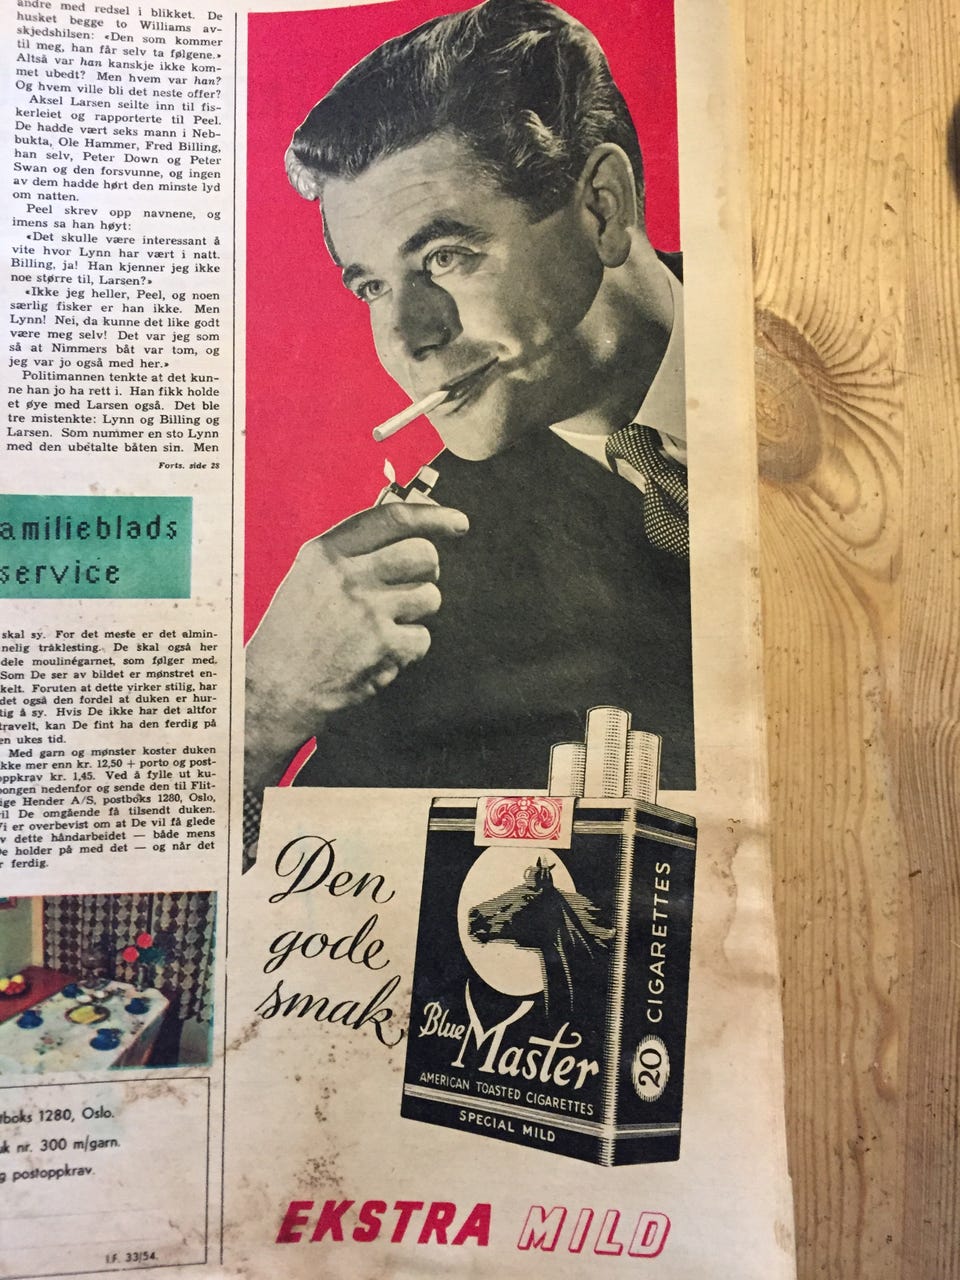 andre med redsel i blikket. De
husket begge to Williams av-
skjedshilsen: «Den som kommer
til meg, han får selv ta følgene.»
Altså var han kanskje ikke kom-
met ubedt? Men hvem var han?
Og hvem ville bli det neste offer?
Aksel Larsen seilte inn til fis-
kerleiet og rapporterte til Peel.
De hadde vært seks mann i Neb-
bukta, Ole Hammer, Fred Billing,
han selv, Peter Down og Peter
Swan og den forsvunne, og ingen
av dem hadde hørt den minste lyd
om natten.
Peel skrev opp navnene, og
imens sa han høyt:
«Det skulle være interessant å
vite hvor Lynn har vært i natt.
Billing, ja! Han kjenner jeg ikke
noe større til, Larsen?»
«Ikke jeg heller, Peel, og noen
særlig fisker er han ikke. Men
Lynn! Nei, da kunne det like godt
være meg selv! Det var jeg som
så at Nimmers båt var tom, og
jeg var jo også med her.»
Politimannen tenkte at det kun-
ne han jo ha rett i. Han fikk holde
et øye med Larsen også. Det ble
tre mistenkte: Lynn og Billing og
Larsen. Som nummer en sto Lynn
med den ubetalte båten sin. Men
Forts. side 28
amilieblads
service
skal sy. For det meste er det almin-
nelig tråklesting. De skal også her
dele moulinégarnet, som følger med.
Som De ser av bildet er mønstret en-
kelt. Foruten at dette virker stilig, har
det også den fordel at duken er hur-
tig å sy. Hvis De ikke har det altfor
travelt, kan De fint ha den ferdig på
en ukes tid.
Med garn og mønster koster duken
kke mer enn kr. 12,50 + porto og post-
oppkrav kr. 1,45. Ved å fylle ut ku-
pongen nedenfor og sende den til Flit-
ige Hender A/S, postboks 1280, Oslo,
vil De omgående få tilsendt duken.
Vi er overbevist om at De vil få glede
v dette håndarbeidet — både mens
De holder på med det — og når det
r ferdig.
tboks 1280, Oslo.
uk nr. 300 m/garn.
g postoppkrav.
I.F. 33/54.
Den
gode
smak
Blue
Master
AMERICAN TOASTED CIGARETTES
SPECIAL MILD
20 CIGARETTES
EKSTRA MILD